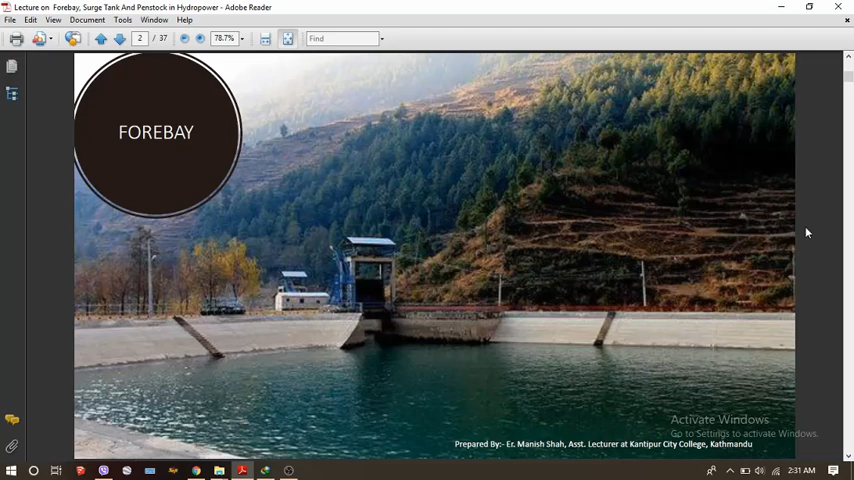 Lecture on Forebay, Surge Tank And Penstock in Hydropower - Adobe Reader
File Edit View Document Tools Window Help
2 / 37 78.7% Find
FOREBAY
Activate Windows
Go to Settings to activate Windows.
Prepared By:- Er. Manish Shah, Asst. Lecturer at Kantipur City College, Kathmandu
2:31 AM